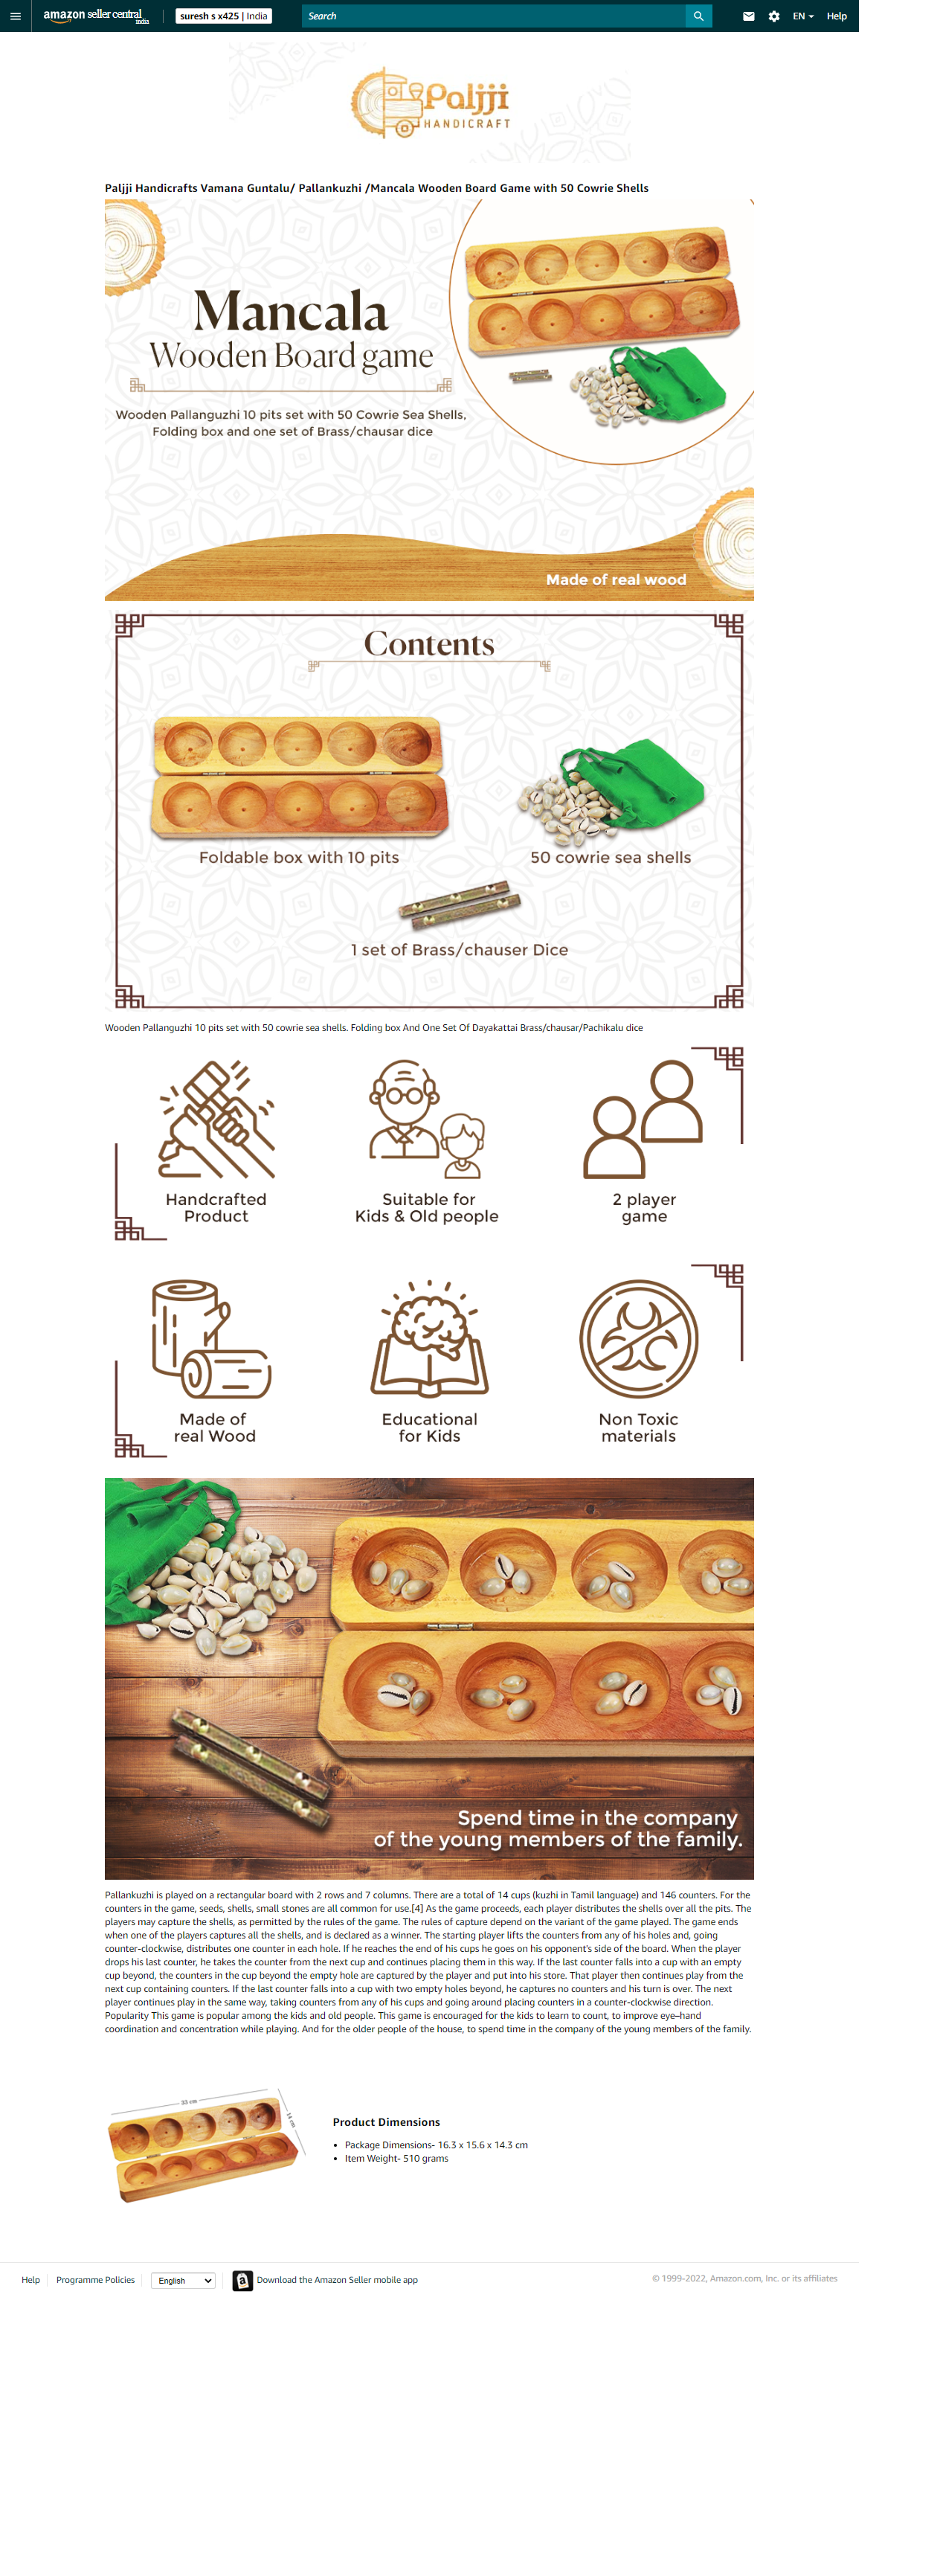 amazon seller central
india
suresh s x425 | India
Search
EN
Help
Paljji
HANDICRAFT
Paljji Handicrafts Vamana Guntalu/ Pallankuzhi /Mancala Wooden Board Game with 50 Cowrie Shells
Mancala
Wooden Board game
Wooden Pallanguzhi 10 pits set with 50 Cowrie Sea Shells,
Folding box and one set of Brass/chausar dice
Made of real wood
Contents
Foldable box with 10 pits
50 cowrie sea shells
1 set of Brass/chauser Dice
Wooden Pallanguzhi 10 pits set with 50 cowrie sea shells. Folding box And One Set Of Dayakattai Brass/chausar/Pachikalu dice
Handcrafted
Product
Suitable for
Kids & Old people
2 player
game
Made of
real Wood
Educational
for Kids
Non Toxic
materials
Spend time in the company
of the young members of the family.
Pallankuzhi is played on a rectangular board with 2 rows and 7 columns. There are a total of 14 cups (kuzhi in Tamil language) and 146 counters. For the
counters in the game, seeds, seeds, shells, small stones are all common for use.[4] As the game proceeds, each player distributes the shells over all the pits. The
players may capture the shells, as permitted by the rules of the game. The rules of capture depend on the variant of the game played. The game ends
when one of the players captures all the shells, and is declared as a winner. The starting player lifts the counters from any of his holes and, going
counter-clockwise, distributes one counter in each hole. If he reaches the end of his cups he goes on his opponent's side of the board. When the player
drops his last counter, he takes the counter from the next cup and continues placing them in this way. If the last counter falls into a cup with an empty
cup beyond, the counters in the cup beyond the empty hole are captured by the player and put into his store. That player then continues play from the
next cup containing counters. If the last counter falls into a cup with two empty holes beyond, he captures no counters and his turn is over. The next
player continues play in the same way, taking counters from any of his cups and going around placing counters in a counter-clockwise direction.
Popularity This game is popular among the kids and old people. This game is encouraged for the kids to learn to count, to improve eye–hand
coordination and concentration while playing. And for the older people of the house, to spend time in the company of the young members of the family.
33 cm
14 cm
Product Dimensions
Package Dimensions- 16.3 x 15.6 x 14.3 cm
Item Weight- 510 grams
Help
Programme Policies
English
Download the Amazon Seller mobile app
© 1999-2022, Amazon.com, Inc. or its affiliates